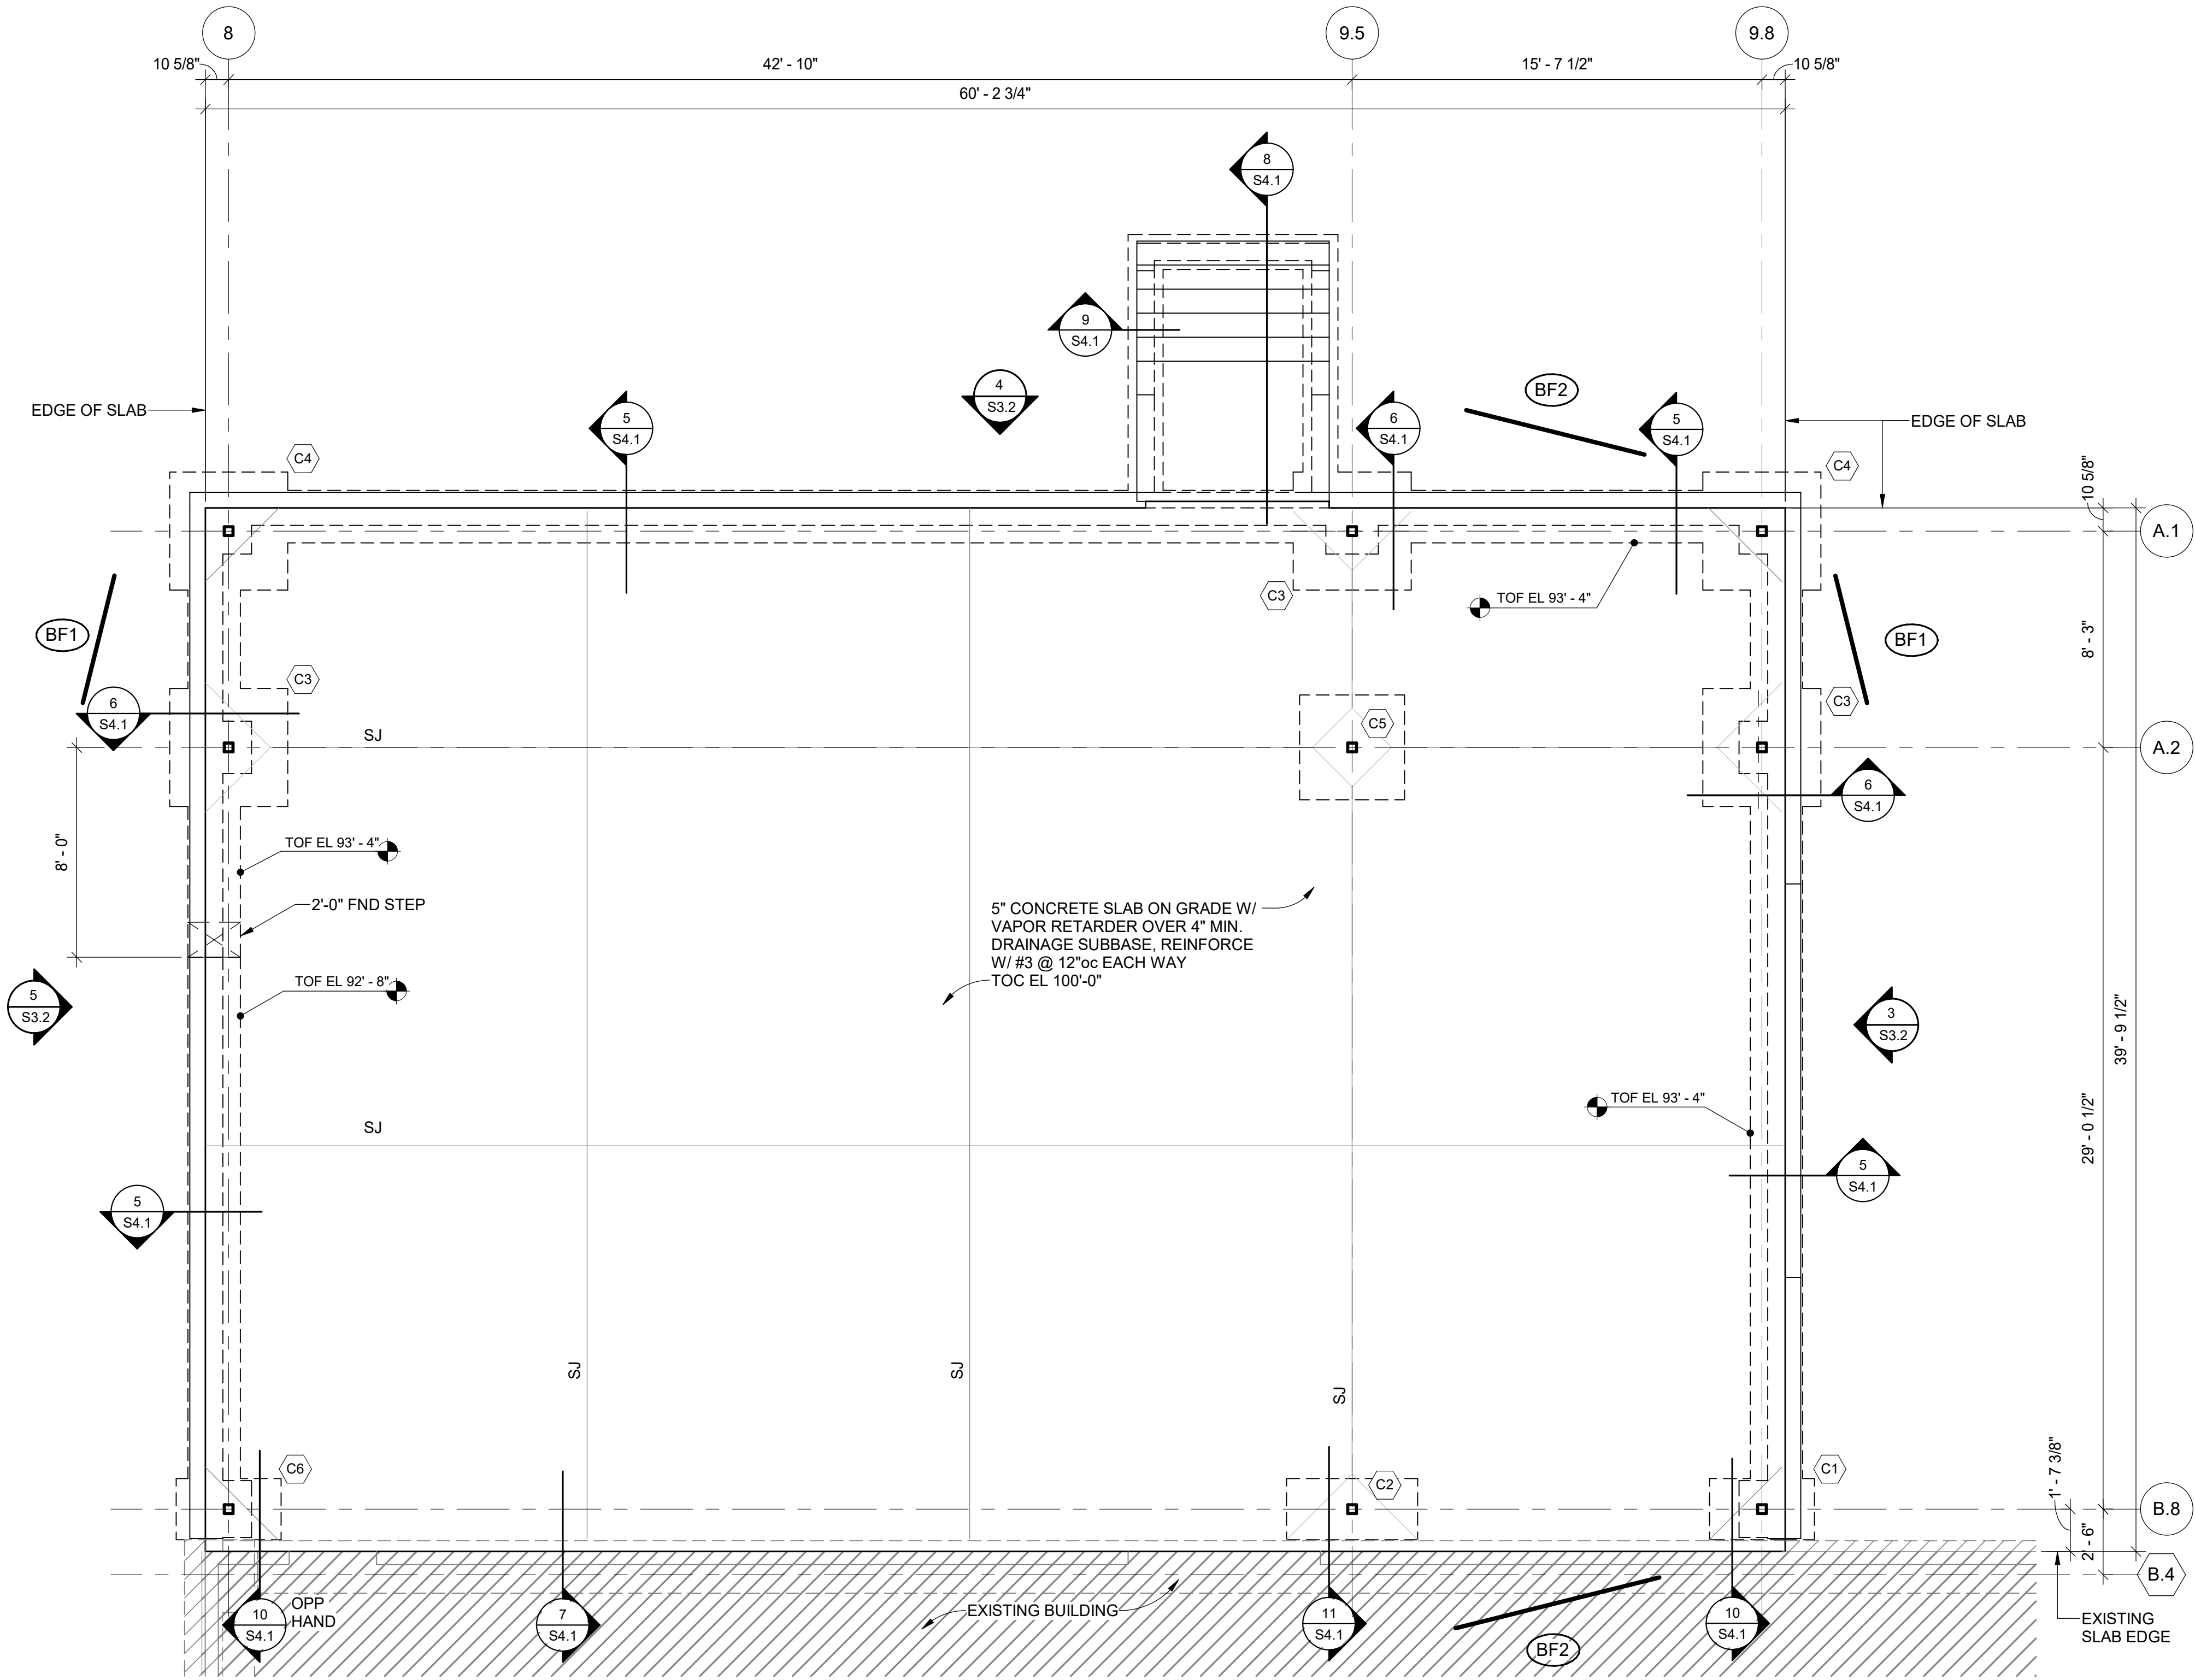 8
9.5
9.8
10 5/8"
42' - 10"
15' - 7 1/2"
10 5/8"
60' - 2 3/4"
8
S4.1
9
S4.1
4
S3.2
BF2
EDGE OF SLAB
5
S4.1
6
S4.1
5
S4.1
EDGE OF SLAB
C4
C4
10 5/8"
A.1
C3
TOF EL 93' - 4"
BF1
BF1
8' - 3"
C3
C3
6
S4.1
C5
SJ
A.2
6
S4.1
8' - 0"
TOF EL 93' - 4"
2'-0" FND STEP
5" CONCRETE SLAB ON GRADE W/
VAPOR RETARDER OVER 4" MIN.
DRAINAGE SUBBASE, REINFORCE
W/ #3 @ 12"oc EACH WAY
TOC EL 100'-0"
TOF EL 92' - 8"
5
S3.2
3
S3.2
39' - 9 1/2"
TOF EL 93' - 4"
SJ
29' - 0 1/2"
5
S4.1
5
S4.1
SJ
SJ
SJ
C6
C2
C1
1' - 7 3/8"
B.8
2' - 6"
B.4
OPP
HAND
10
S4.1
7
S4.1
EXISTING BUILDING
11
S4.1
10
S4.1
BF2
EXISTING
SLAB EDGE